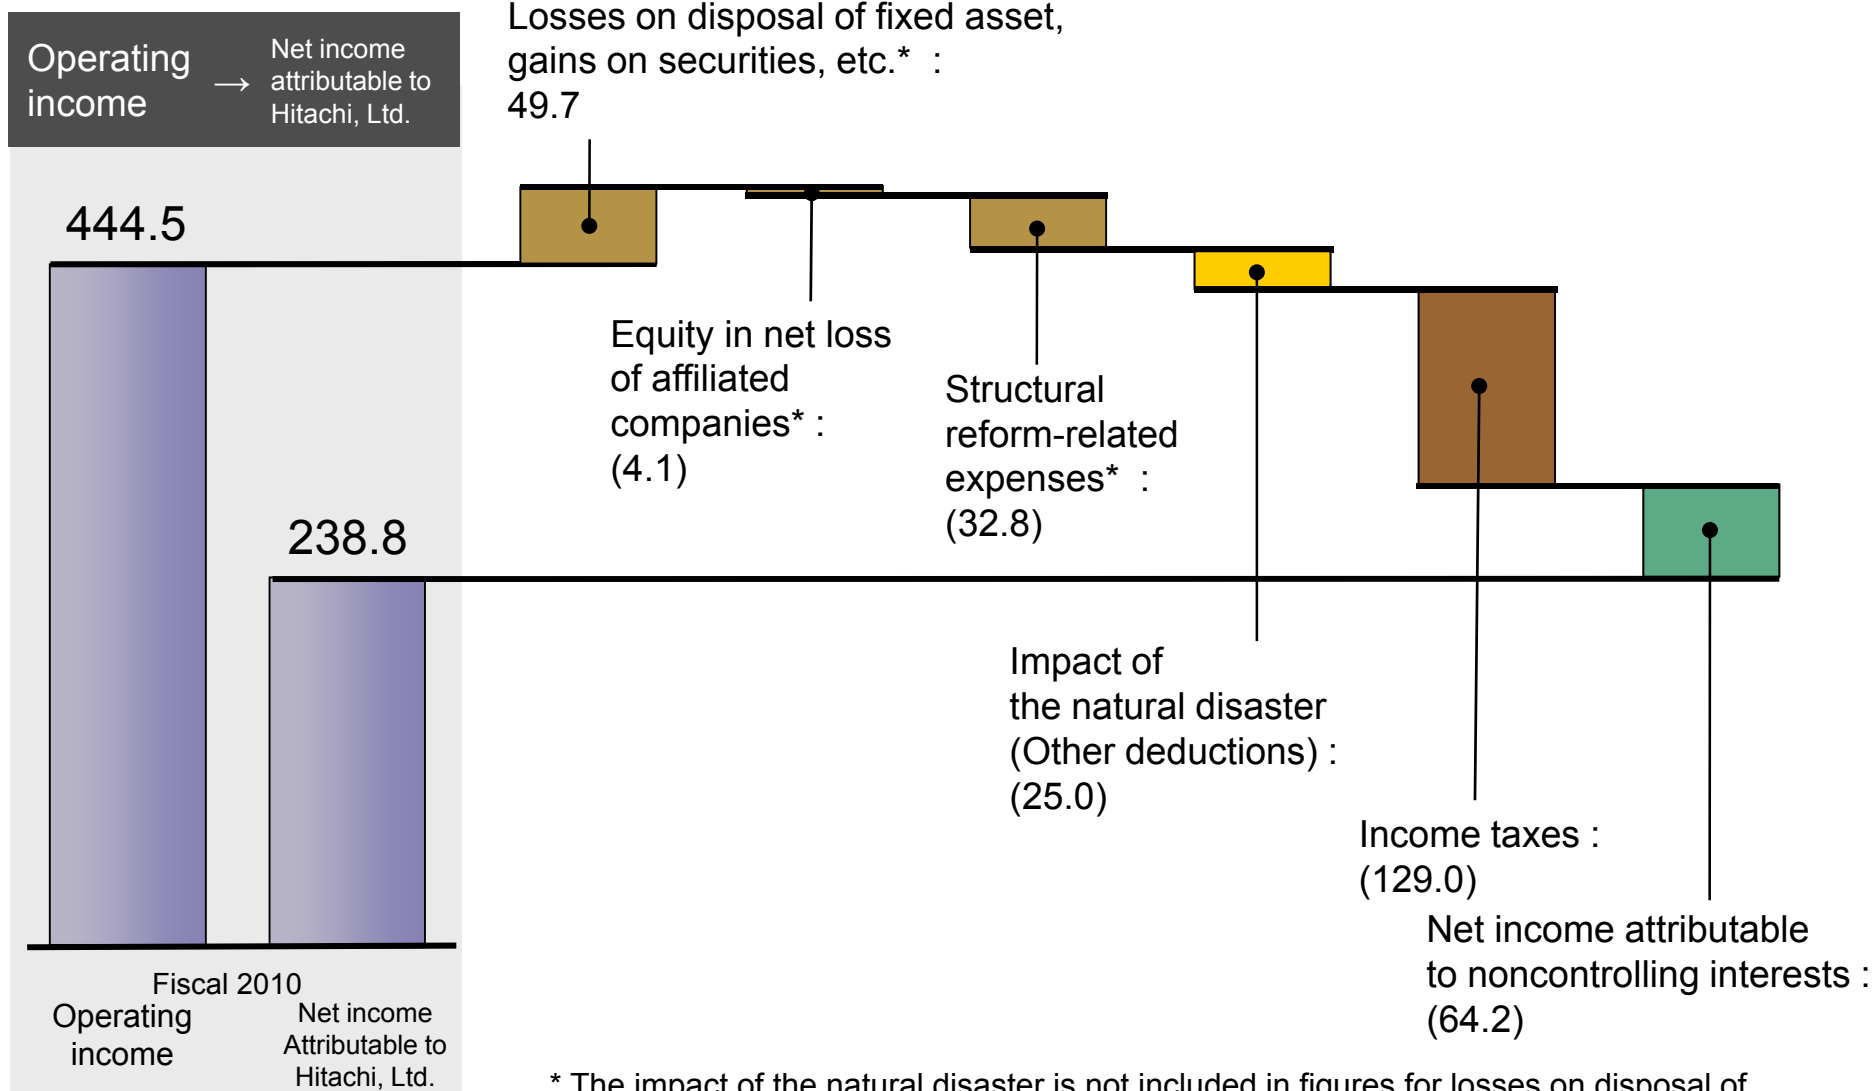 Operating
income
→
Net income
attributable to
Hitachi, Ltd.
Losses on disposal of fixed asset,
gains on securities, etc.* :
49.7
444.5
238.8
Equity in net loss
of affiliated
companies* :
(4.1)
Structural
reform-related
expenses* :
(32.8)
Impact of
the natural disaster
(Other deductions) :
(25.0)
Income taxes :
(129.0)
Net income attributable
to noncontrolling interests :
(64.2)
Fiscal 2010
Operating
income
Net income
Attributable to
Hitachi, Ltd.
* The impact of the natural disaster is not included in figures for losses on disposal of